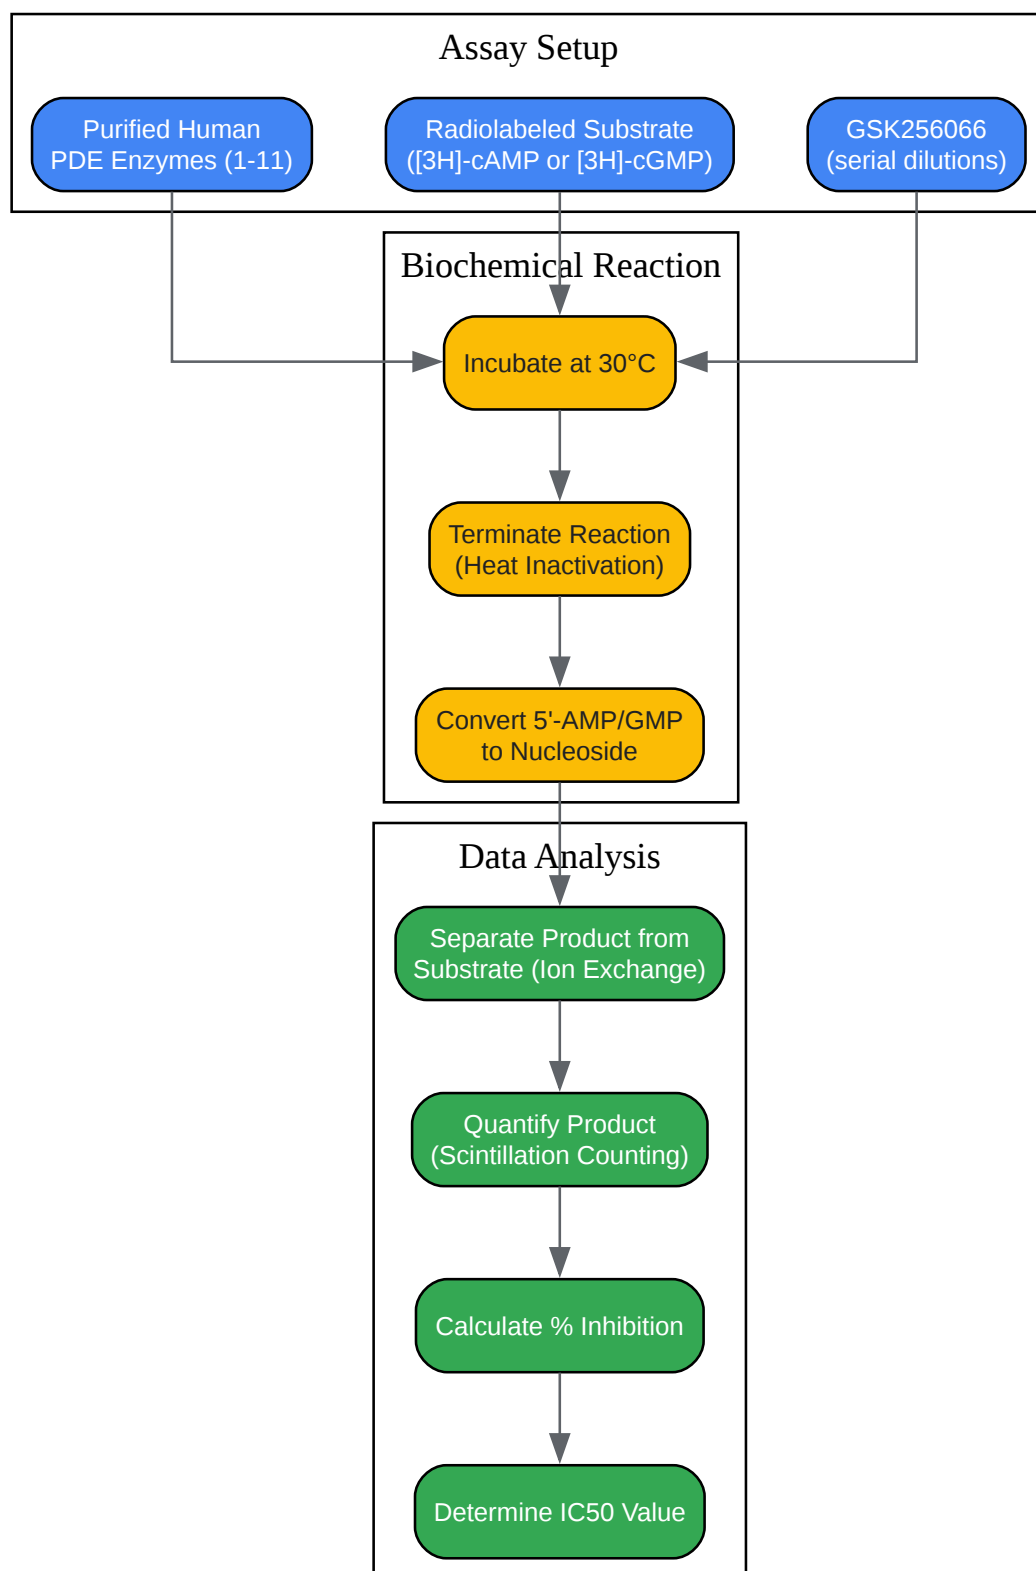 Assay Setup
Purified Human
PDE Enzymes (1-11)
Radiolabeled Substrate
([3H]-cAMP or [3H]-cGMP)
GSK256066
(serial dilutions)
Biochemical Reaction
Incubate at 30°C
Terminate Reaction
(Heat Inactivation)
Convert 5'-AMP/GMP
to Nucleoside
Data Analysis
Separate Product from
Substrate (Ion Exchange)
Quantify Product
(Scintillation Counting)
Calculate % Inhibition
Determine IC50 Value